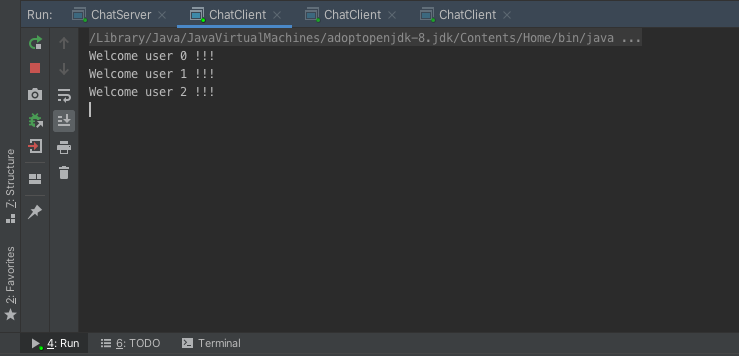 Run: ChatServer ChatClient ChatClient ChatClient
/Library/Java/JavaVirtualMachines/adoptopenjdk-8.jdk/Contents/Home/bin/java ...
Welcome user 0 !!!
Welcome user 1 !!!
Welcome user 2 !!!
7: Structure
2: Favorites
4: Run 6: TODO Terminal